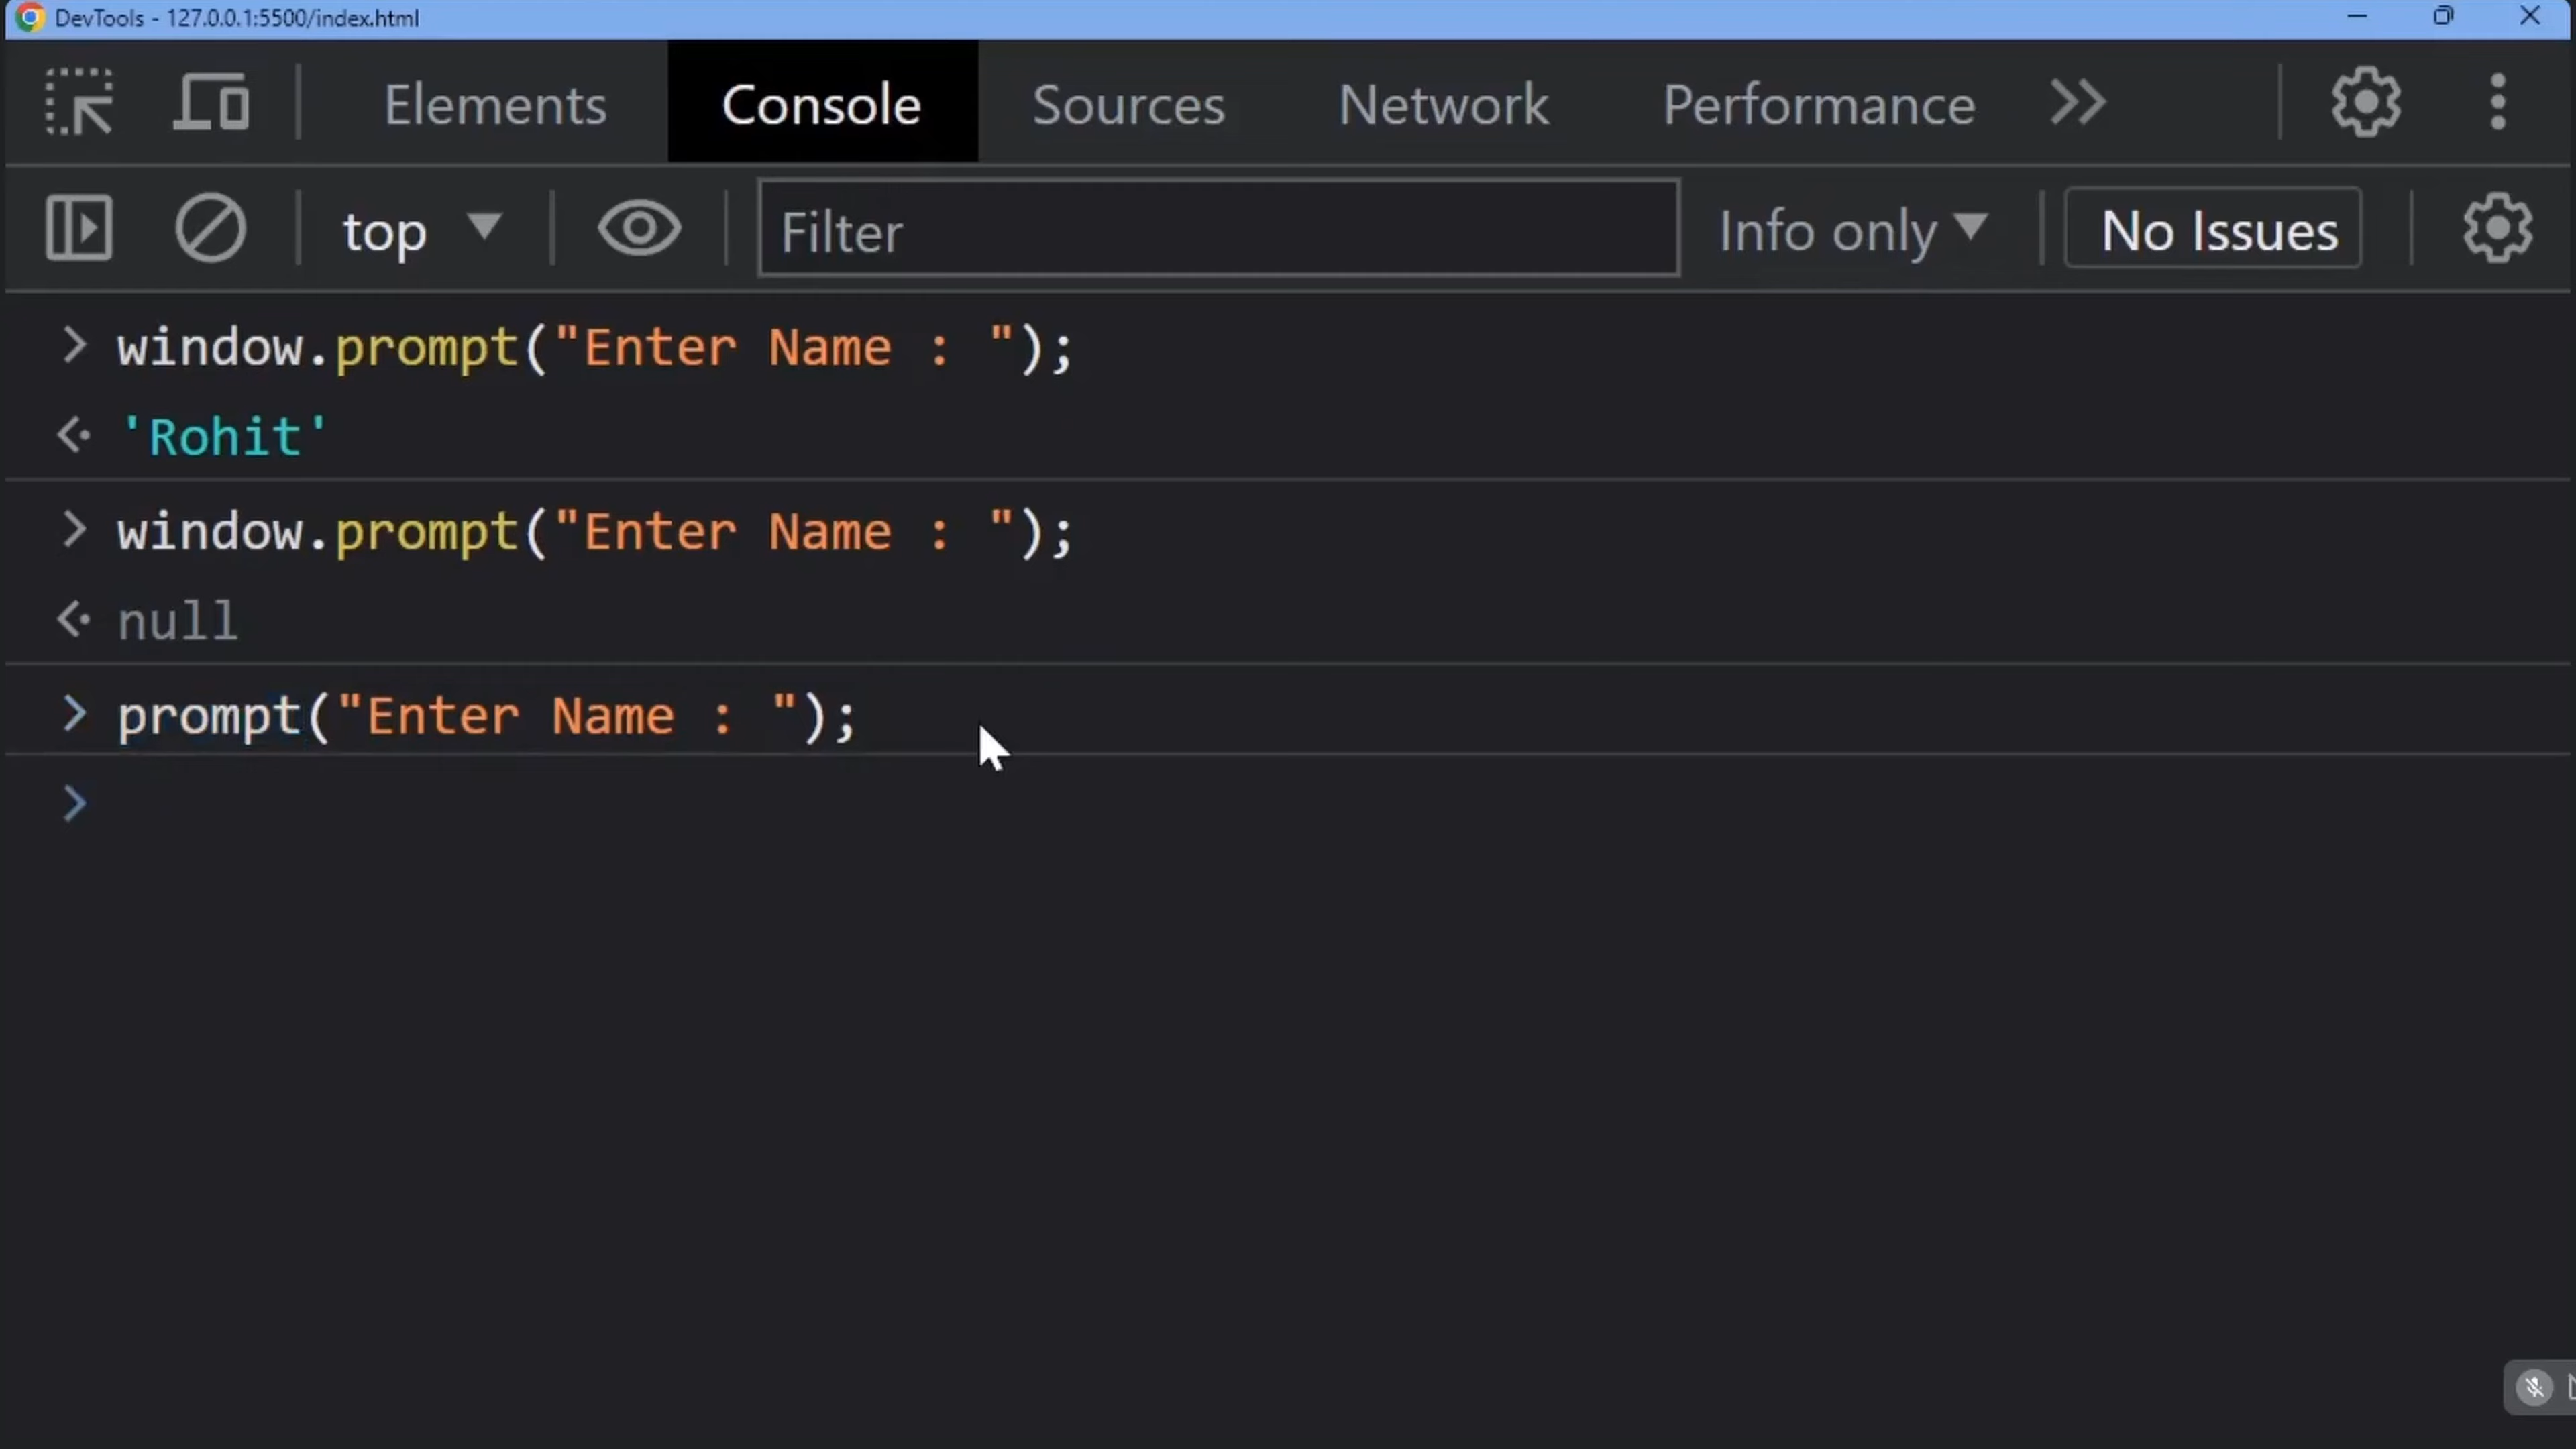 DevTools - 127.0.0.1:5500/index.html
Elements Console Sources Network Performance
top Filter Info only No Issues
> window.prompt("Enter Name : ");
'Rohit'
> window.prompt("Enter Name : ");
null
> prompt("Enter Name : ");
>